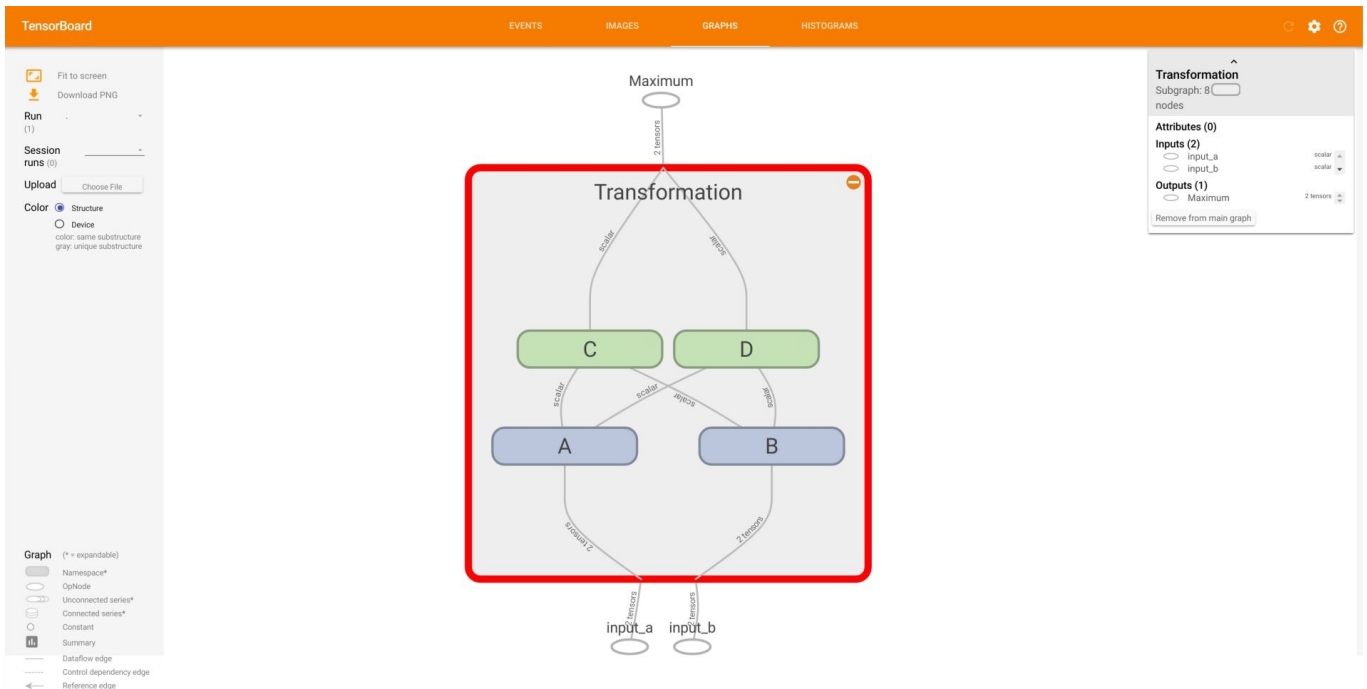 TensorBoard
EVENTS IMAGES GRAPHS HISTOGRAMS
Fit to screen
Download PNG
Run
(1)
Session
runs (0)
Upload Choose File
Color Structure
Device
color: same substructure
gray: unique substructure
Graph (* = expandable)
Namespace*
OpNode
Unconnected series*
Connected series*
Constant
Summary
Dataflow edge
Control dependency edge
Reference edge
Maximum
2 tensors
Transformation
scalar scalar
C D
scalar scalar scalar scalar
A B
2 tensors 2 tensors
2 tensors 2 tensors
input_a input_b
Transformation
Subgraph: 8
nodes
Attributes (0)
Inputs (2)
input_a scalar
input_b scalar
Outputs (1)
Maximum 2 tensors
Remove from main graph